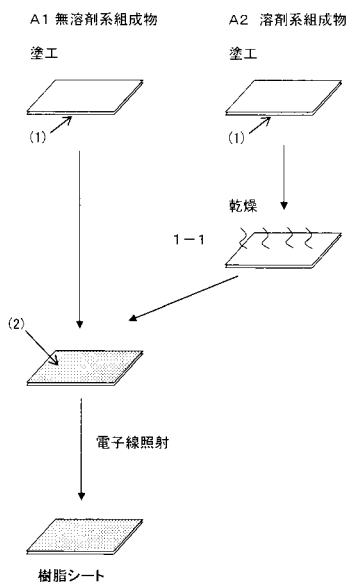 A1 無溶剤系組成物
A2 溶剤系組成物
塗工
塗工
(1)
(1)
乾燥
1-1
(2)
電子線照射
樹脂シート